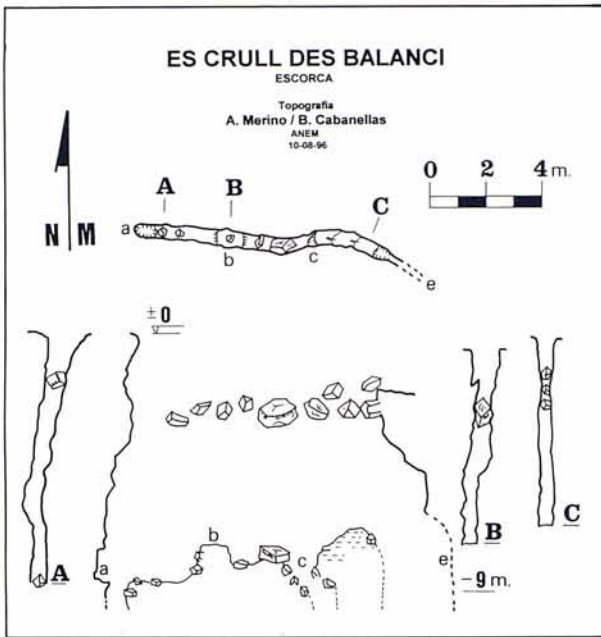 ES CRULL DES BALANCI
ESCORCA
Topografia
A. Merino / B. Cabanellas
ANEM
10-08-96
0 2 4 m.
A B C
N M
a b c e
±0
A B C
a b c e
-9 m.